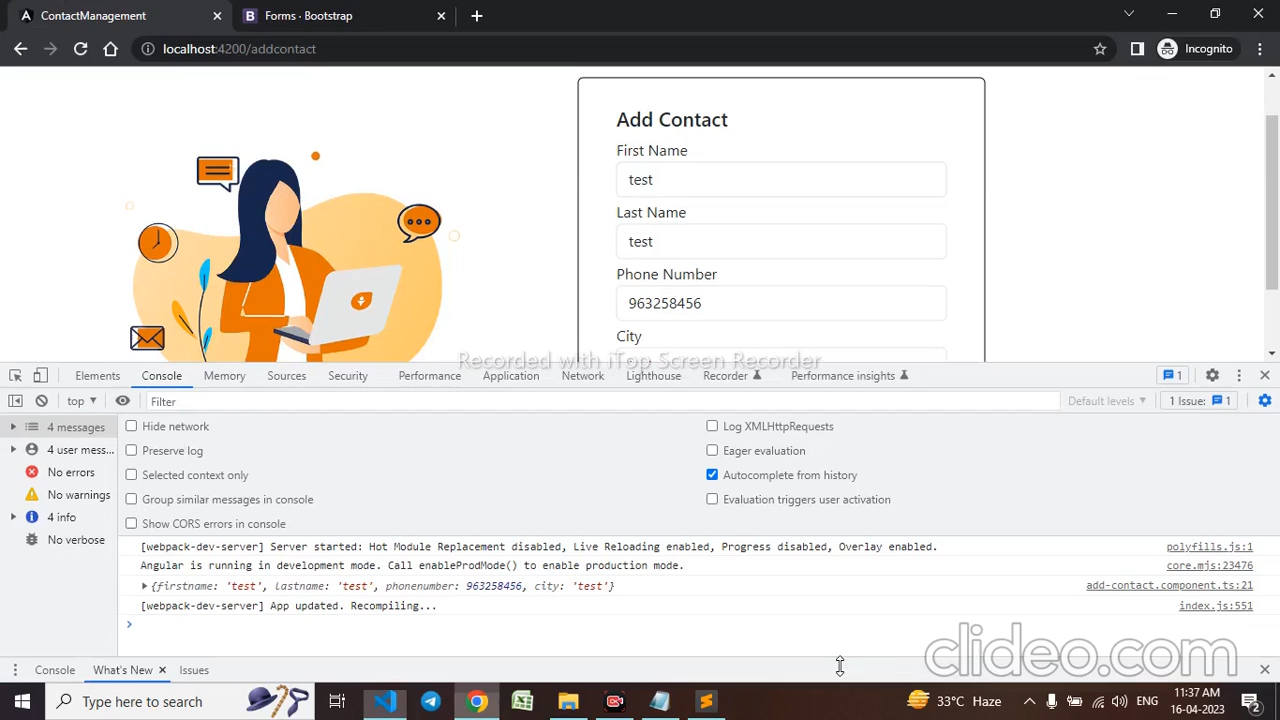 ContactManagement
Forms · Bootstrap
localhost:4200/addcontact
Incognito
Add Contact
First Name
test
Last Name
test
Phone Number
963258456
City
Recorded with iTop Screen Recorder
Elements Console Memory Sources Security Performance Application Network Lighthouse Recorder Performance insights 1
top Filter Default levels 1 Issue: 1
4 messages
4 user mess...
No errors
No warnings
4 info
No verbose
Hide network
Preserve log
Selected context only
Group similar messages in console
Show CORS errors in console
Log XMLHttpRequests
Eager evaluation
Autocomplete from history
Evaluation triggers user activation
[webpack-dev-server] Server started: Hot Module Replacement disabled, Live Reloading enabled, Progress disabled, Overlay enabled. polyfills.js:1
Angular is running in development mode. Call enableProdMode() to enable production mode. core.mjs:23476
{firstname: 'test', lastname: 'test', phonenumber: 963258456, city: 'test'} add-contact.component.ts:21
[webpack-dev-server] App updated. Recompiling... index.js:551
clideo.com
Console What's New Issues
Type here to search
33°C Haze
ENG
11:37 AM
16-04-2023
2